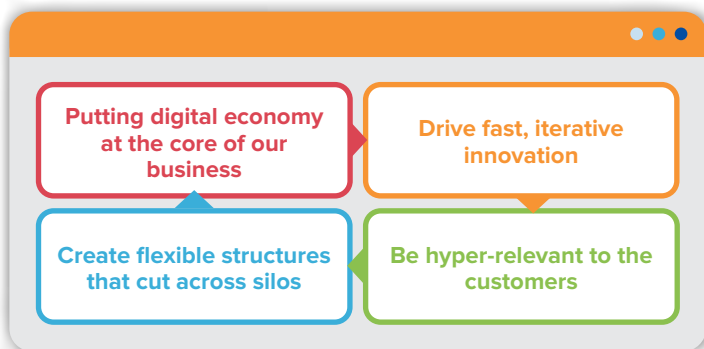 Putting digital economy
at the core of our
business
Drive fast, iterative
innovation
Create flexible structures
that cut across silos
Be hyper-relevant to the
customers